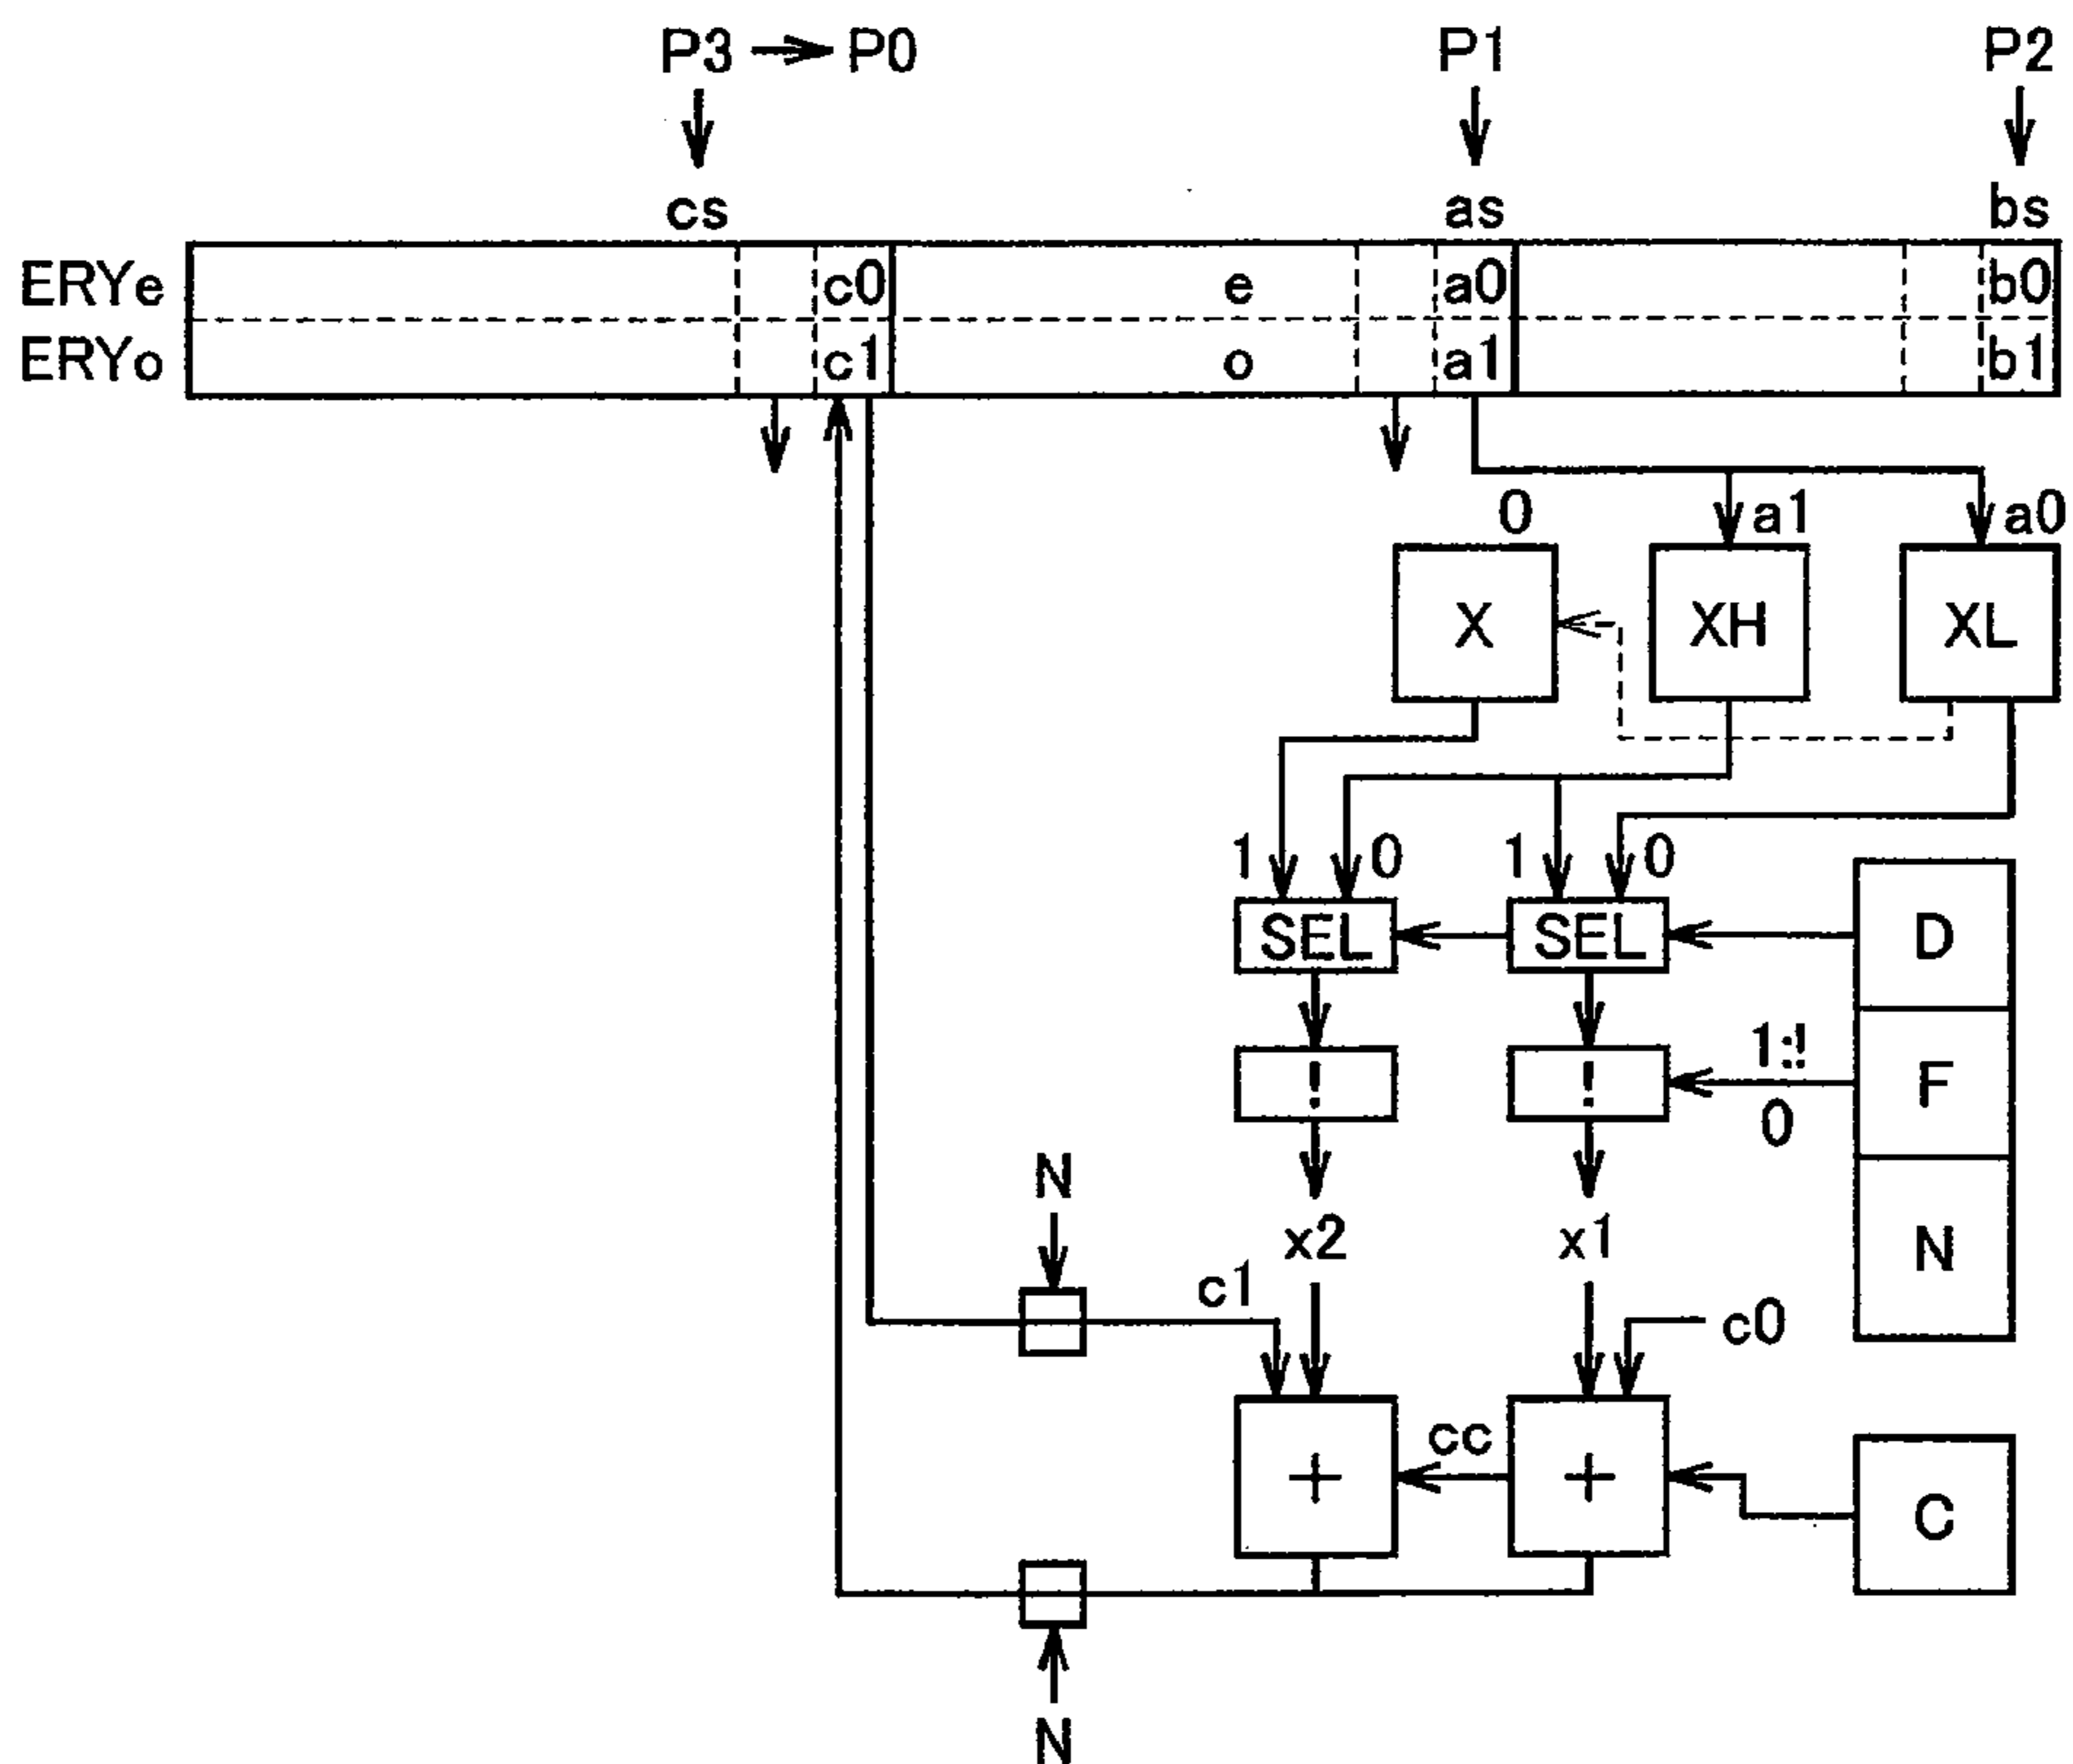 P3 P0 P1 P2
cs as bs
ERYe c0 e a0 b0
ERYo c1 o a1 b1
0 a1 a0
X XH XL
1 0 1 0
SEL SEL D
! ! 1:! F
0
N x2 x1 N
c1 c0
+ cc + C
N